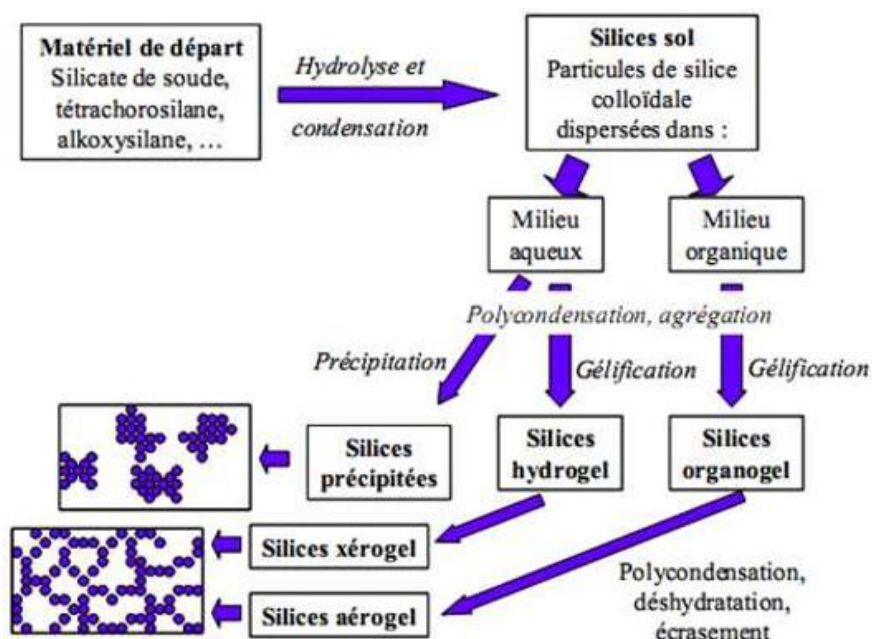 Matériel de départ
Silicate de soude,
tétrachorosilane,
alkoxysilane, ...
Hydrolyse et
condensation
Silices sol
Particules de silice
colloïdale
dispersées dans :
Milieu
aqueux
Milieu
organique
Polycondensation, agrégation
Précipitation
Gélification
Gélification
Silices
précipitées
Silices
hydrogel
Silices
organogel
Silices xérogel
Silices aérogel
Polycondensation,
déshydratation,
écrasement